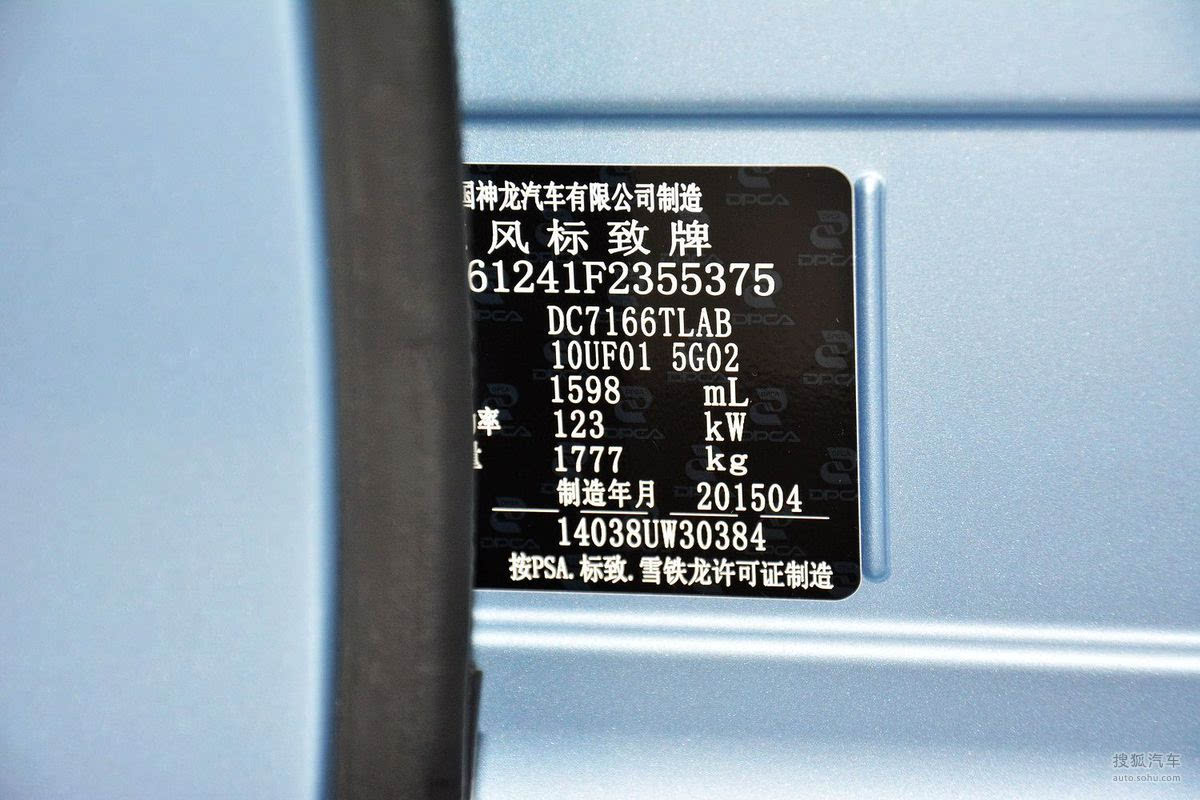 国神龙汽车有限公司制造
风标致牌
61241F2355375
DC7166TLAB
10UF01 5G02
1598 mL
率 123 kW
1777 kg
制造年月 201504
14038UW30384
按PSA.标致.雪铁龙许可证制造
搜狐汽车
auto.sohu.com